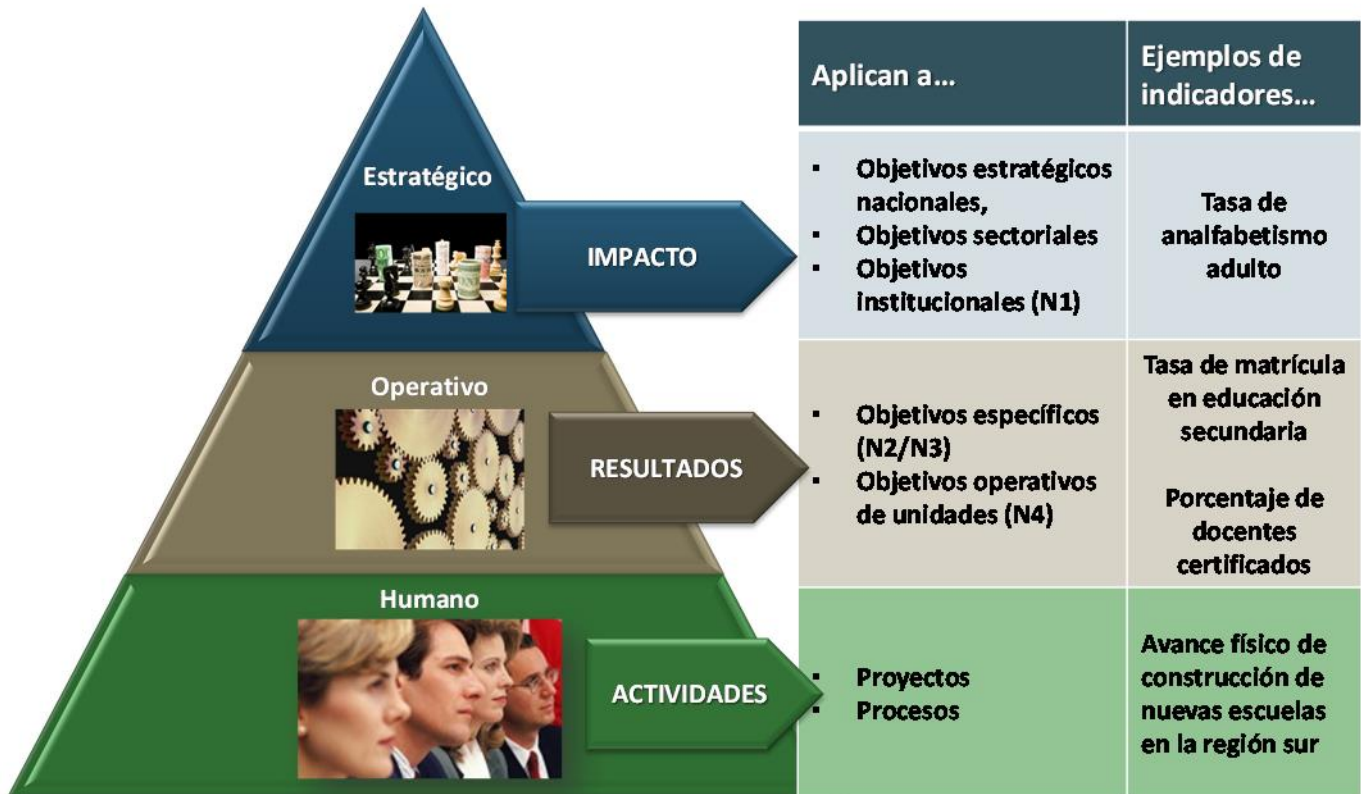 Aplican a...
Ejemplos de
indicadores...
Estratégico
IMPACTO
▪ Objetivos estratégicos
nacionales,
▪ Objetivos sectoriales
▪ Objetivos
institucionales (N1)
Tasa de
analfabetismo
adulto
Operativo
RESULTADOS
▪ Objetivos específicos
(N2/N3)
▪ Objetivos operativos
de unidades (N4)
Tasa de matrícula
en educación
secundaria
Porcentaje de
docentes
certificados
Humano
ACTIVIDADES
▪ Proyectos
▪ Procesos
Avance físico de
construcción de
nuevas escuelas
en la región sur